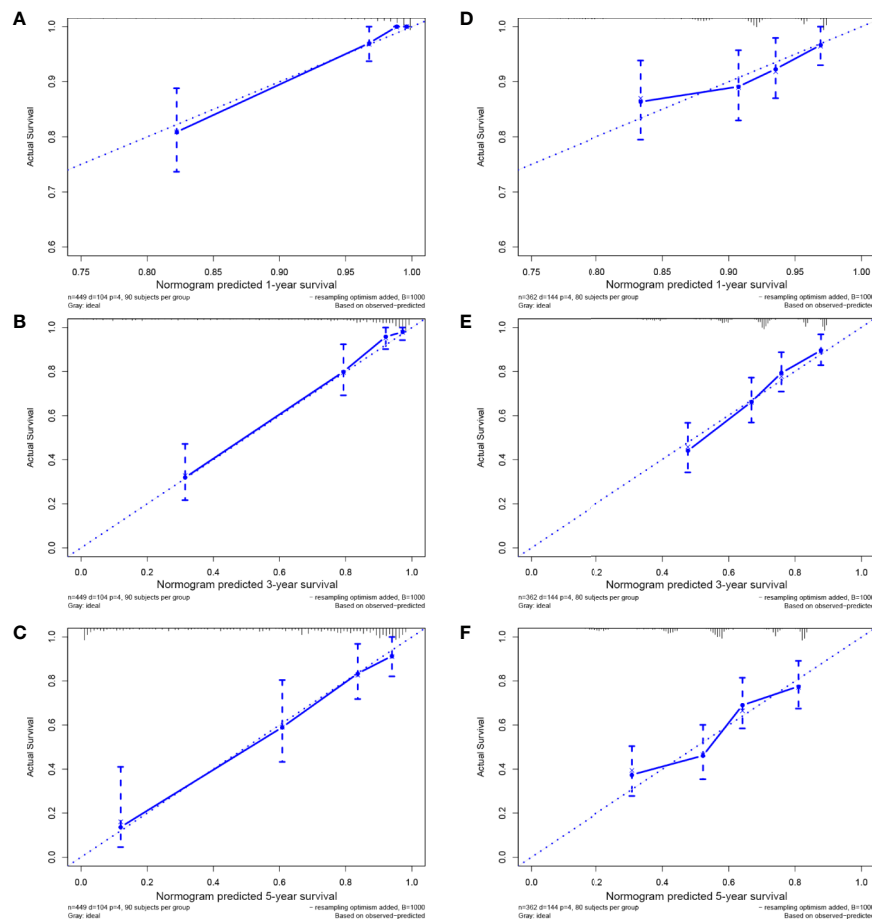 A
1.0
0.9
0.8
0.7
0.6
Actual Survival
0.75 0.80 0.85 0.90 0.95 1.00
Normogram predicted 1-year survival
n=449 d=104 p=4, 90 subjects per group
Gray: ideal
− resampling optimism added, B=1000
Based on observed−predicted
D
1.0
0.9
0.8
0.7
0.6
Actual Survival
0.75 0.80 0.85 0.90 0.95 1.00
Normogram predicted 1-year survival
n=362 d=144 p=4, 80 subjects per group
Gray: ideal
− resampling optimism added, B=1000
Based on observed−predicted
B
1.0
0.8
0.6
0.4
0.2
0.0
Actual Survival
0.0 0.2 0.4 0.6 0.8 1.0
Normogram predicted 3-year survival
n=449 d=104 p=4, 90 subjects per group
Gray: ideal
− resampling optimism added, B=1000
Based on observed−predicted
E
1.0
0.8
0.6
0.4
0.2
0.0
Actual Survival
0.0 0.2 0.4 0.6 0.8 1.0
Normogram predicted 3-year survival
n=362 d=144 p=4, 80 subjects per group
Gray: ideal
− resampling optimism added, B=1000
Based on observed−predicted
C
1.0
0.8
0.6
0.4
0.2
0.0
Actual Survival
0.0 0.2 0.4 0.6 0.8 1.0
Normogram predicted 5-year survival
n=449 d=104 p=4, 90 subjects per group
Gray: ideal
− resampling optimism added, B=1000
Based on observed−predicted
F
1.0
0.8
0.6
0.4
0.2
0.0
Actual Survival
0.0 0.2 0.4 0.6 0.8 1.0
Normogram predicted 5-year survival
n=362 d=144 p=4, 80 subjects per group
Gray: ideal
− resampling optimism added, B=1000
Based on observed−predicted